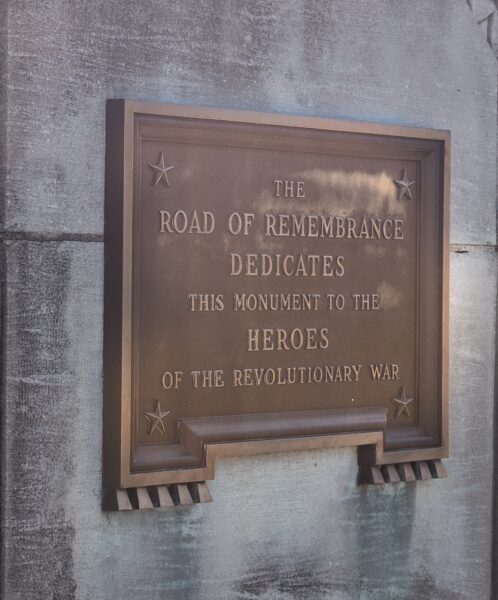 THE
ROAD OF REMEMBRANCE
DEDICATES
THIS MONUMENT TO THE
HEROES
OF THE REVOLUTIONARY WAR